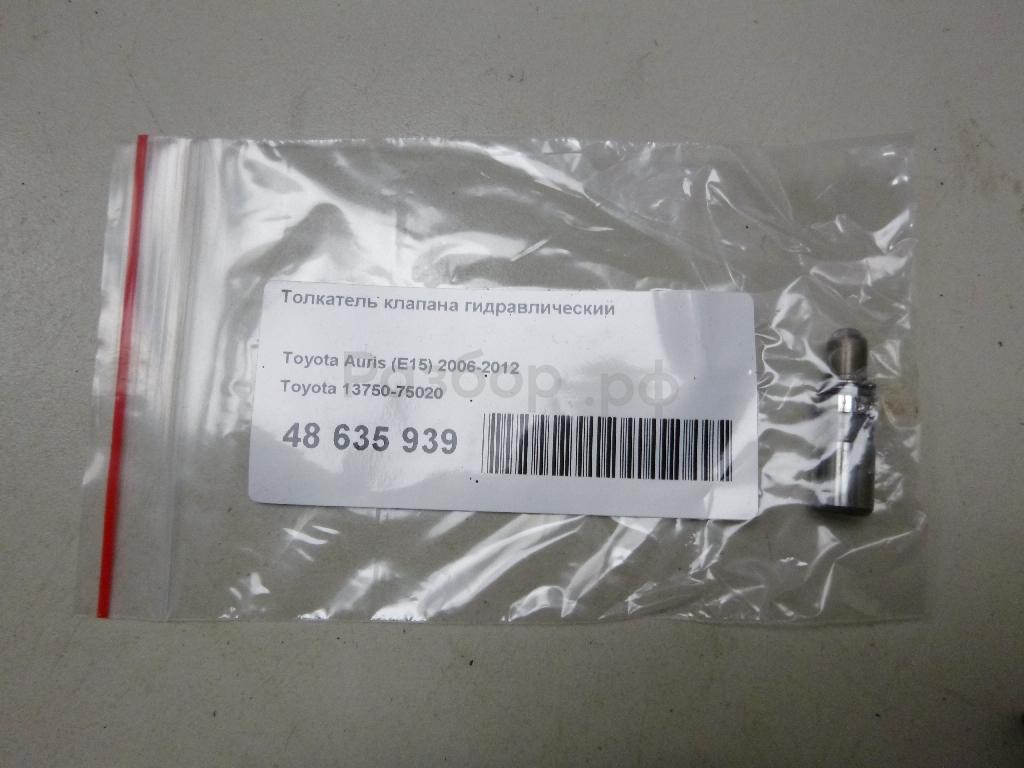 Толкатель клапана гидравлический
Toyota Auris (E15) 2006-2012
Toyota 13750-75020
48 635 939